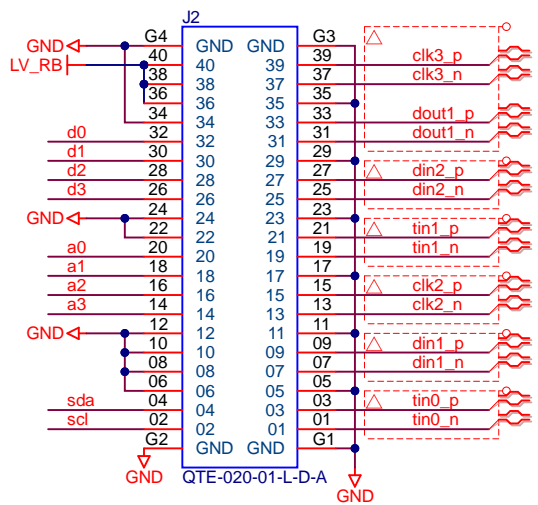 J2
G4 GND GND G3
GND
40 40 39 39 clk3_p
LV_RB
38 38 37 37 clk3_n
36 36 35 35
34 34 33 33 dout1_p
d0 32 32 31 31 dout1_n
d1 30 30 29 29
d2 28 28 27 27 din2_p
d3 26 26 25 25 din2_n
GND 24 24 23 23
22 22 21 21 tin1_p
a0 20 20 19 19 tin1_n
a1 18 18 17 17
a2 16 16 15 15 clk2_p
a3 14 14 13 13 clk2_n
GND 12 12 11 11
10 10 09 09 din1_p
08 08 07 07 din1_n
06 06 05 05
sda 04 04 03 03 tin0_p
scl 02 02 01 01 tin0_n
G2 GND GND G1
GND QTE-020-01-L-D-A
GND